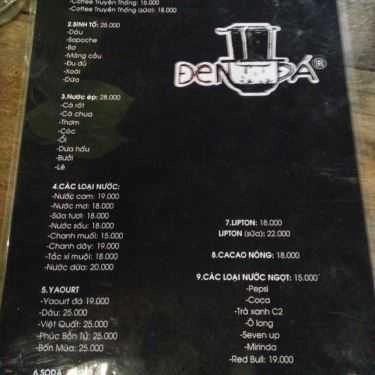 -Coffee Truyền Thống: 15.000
-Coffee Truyền Thống (sữa): 18.000
2.SINH TỐ: 25.000
-Dâu
-Sapoche
-Bơ
-Mãng cầu
-Đu đủ
-Xoài
-Dừa
3.Nước ép: 28.000
-Cà rốt
-Cà chua
-Thơm
-Cóc
-Ổi
-Dưa hấu
-Bưởi
-Lê
4.CÁC LOẠI NƯỚC:
-Nước cam: 19.000
-Nước mơ: 18.000
-Sữa tươi: 18.000
-Nước sấu: 18.000
-Chanh muối: 15.000
-Chanh dây: 19.000
-Tắc xí muội: 18.000
-Nước dừa: 20.000
5.YAOURT
-Yaourt đá: 19.000
-Dâu: 25.000
-Việt Quất: 25.000
-Phúc Bồn Tử: 25.000
-Bốn Mùa: 25.000
6.SODA
ĐEN ĐÁ®
7.LIPTON: 18.000
LIPTON (sữa): 22.000
8.CACAO NÓNG: 18.000
9.CÁC LOẠI NƯỚC NGỌT: 15.000
-Pepsi
-Coca
-Trà xanh C2
-Ô long
-Seven up
-Mirinda
-Red Bull: 19.000